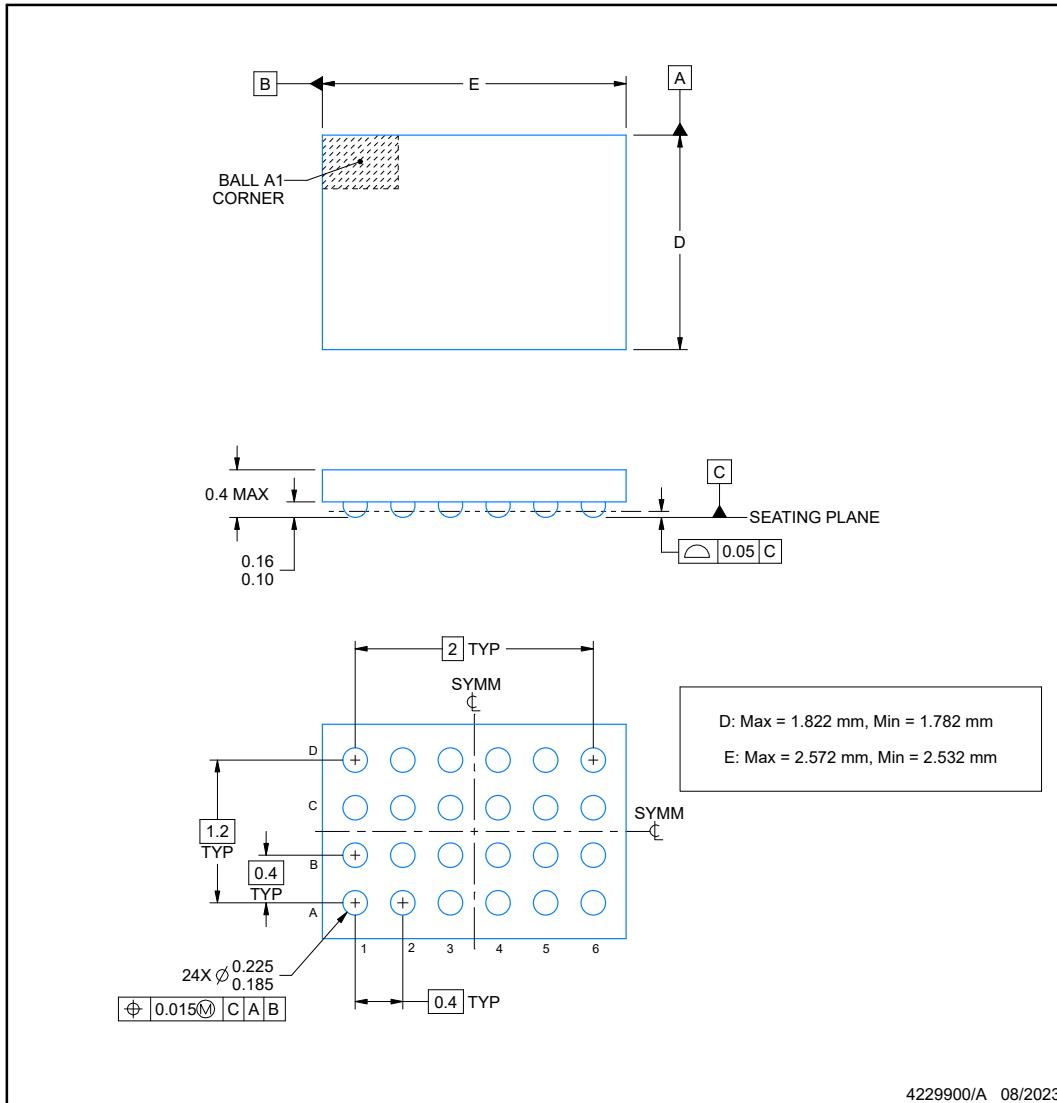 B
E
A
BALL A1
CORNER
D
0.4 MAX
C
SEATING PLANE
0.05 C
0.16
0.10
2 TYP
SYMM
D: Max = 1.822 mm, Min = 1.782 mm
E: Max = 2.572 mm, Min = 2.532 mm
D
C
SYMM
1.2
TYP
B
0.4
TYP
A
1 2 3 4 5 6
24X ⌀ 0.225
0.185
⌖ 0.015Ⓜ C A B
0.4 TYP
4229900/A 08/2023